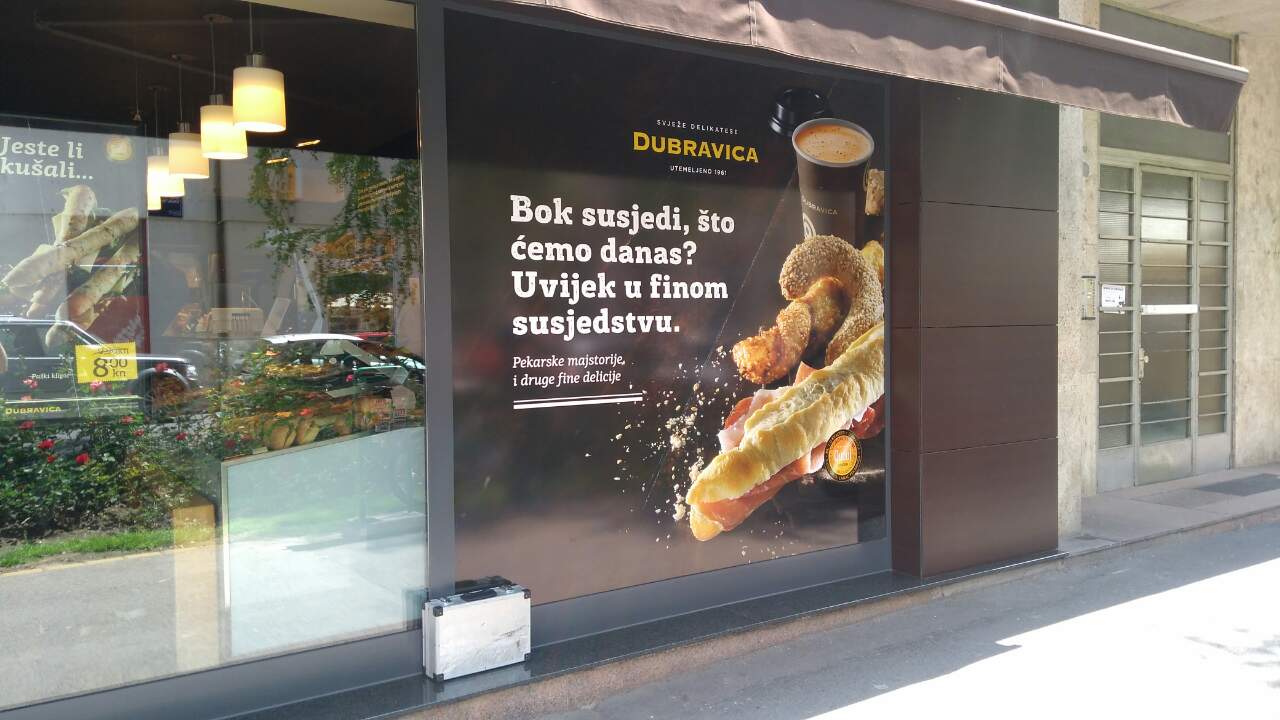 Jeste li
kušali...
8.00
kn
DUBRAVICA
SVJEŽE DELIKATESE
DUBRAVICA
UTEMELJENO 1961
Bok susjedi, što
ćemo danas?
Uvijek u finom
susjedstvu.
Pekarske majstorije,
i druge fine delicije
DUBRAVICA